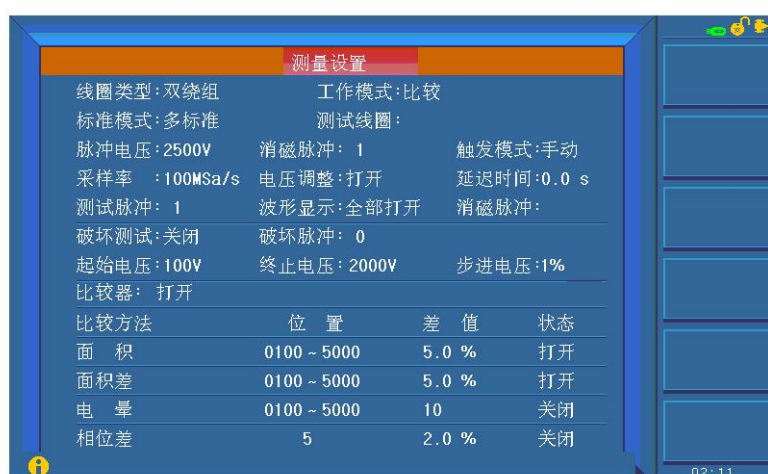 测量设置
线圈类型:双绕组 工作模式:比较
标准模式:多标准 测试线圈:
脉冲电压:2500V 消磁脉冲: 1 触发模式:手动
采样率 :100MSa/s 电压调整:打开 延迟时间:0.0 s
测试脉冲: 1 波形显示:全部打开 消磁脉冲:
破坏测试:关闭 破坏脉冲: 0
起始电压:100V 终止电压: 2000V 步进电压:1%
比较器: 打开
比较方法 位 置 差 值 状态
面 积 0100~5000 5.0 % 打开
面积差 0100~5000 5.0 % 打开
电 晕 0100~5000 10 关闭
相位差 5 2.0 % 关闭
02:11